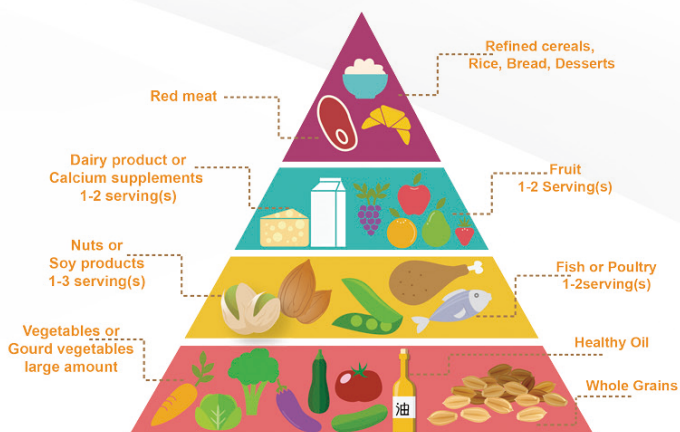 Refined cereals,
Rice, Bread, Desserts
Red meat
Dairy product or
Calcium supplements
1-2 serving(s)
Fruit
1-2 Serving(s)
Nuts or
Soy products
1-3 serving(s)
Fish or Poultry
1-2serving(s)
Vegetables or
Gourd vegetables
large amount
Healthy Oil
油
Whole Grains